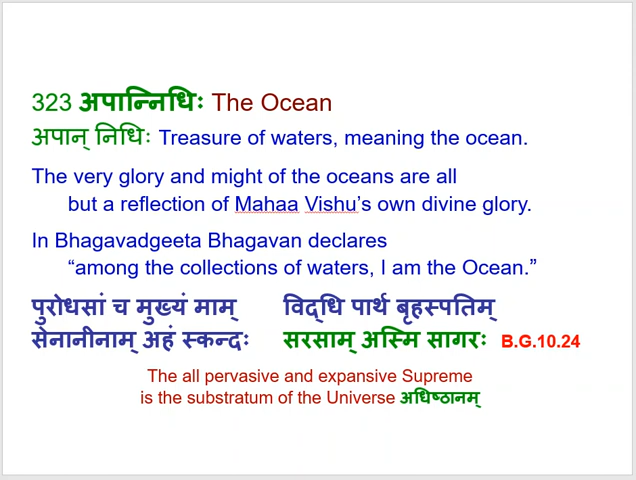 323 अपान्निधिः The Ocean
अपान् निधिः Treasure of waters, meaning the ocean.
The very glory and might of the oceans are all
but a reflection of Mahaa Vishu’s own divine glory.
In Bhagavadgeeta Bhagavan declares
“among the collections of waters, I am the Ocean.”
पुरोधसां च मुख्यं माम् विद्धि पार्थ बृहस्पतिम्
सेनानीनाम् अहं स्कन्दः सरसाम् अस्मि सागरः B.G.10.24
The all pervasive and expansive Supreme
is the substratum of the Universe अधिष्ठानम्